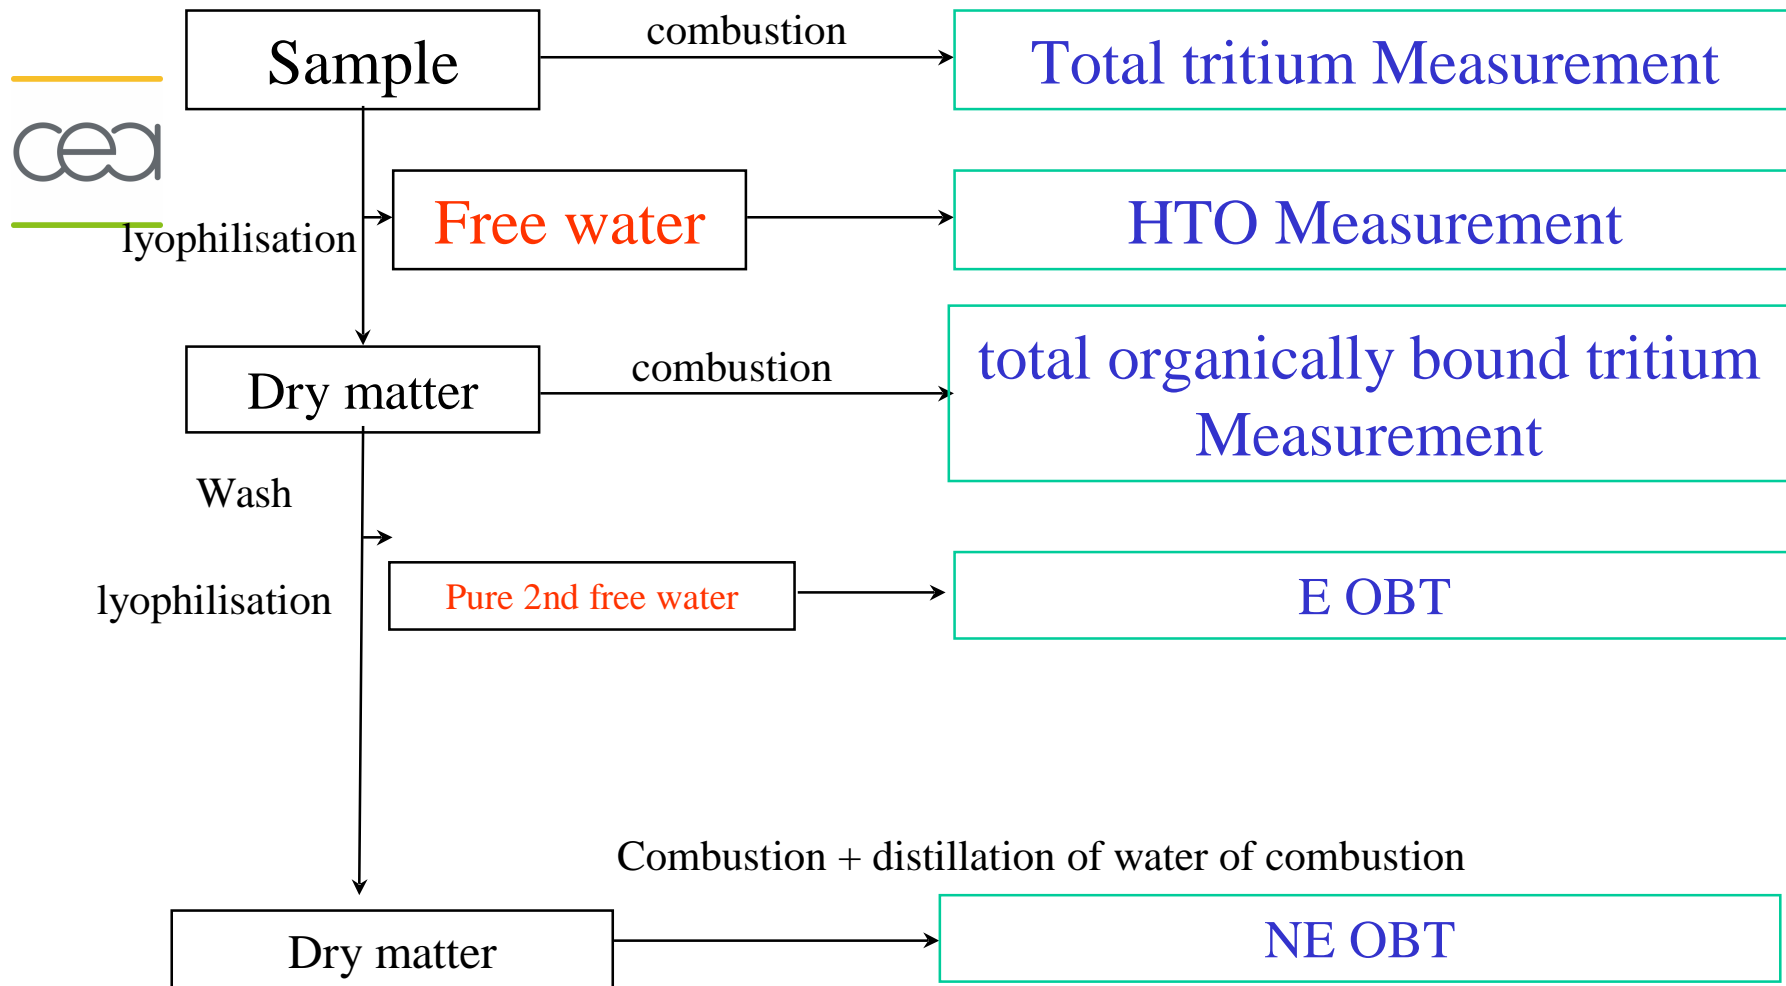 combustion
Sample
Total tritium Measurement
cea
Free water
HTO Measurement
lyophilisation
total organically bound tritium
Measurement
combustion
Dry matter
Wash
E OBT
Pure 2nd free water
lyophilisation
Combustion + distillation of water of combustion
NE OBT
Dry matter